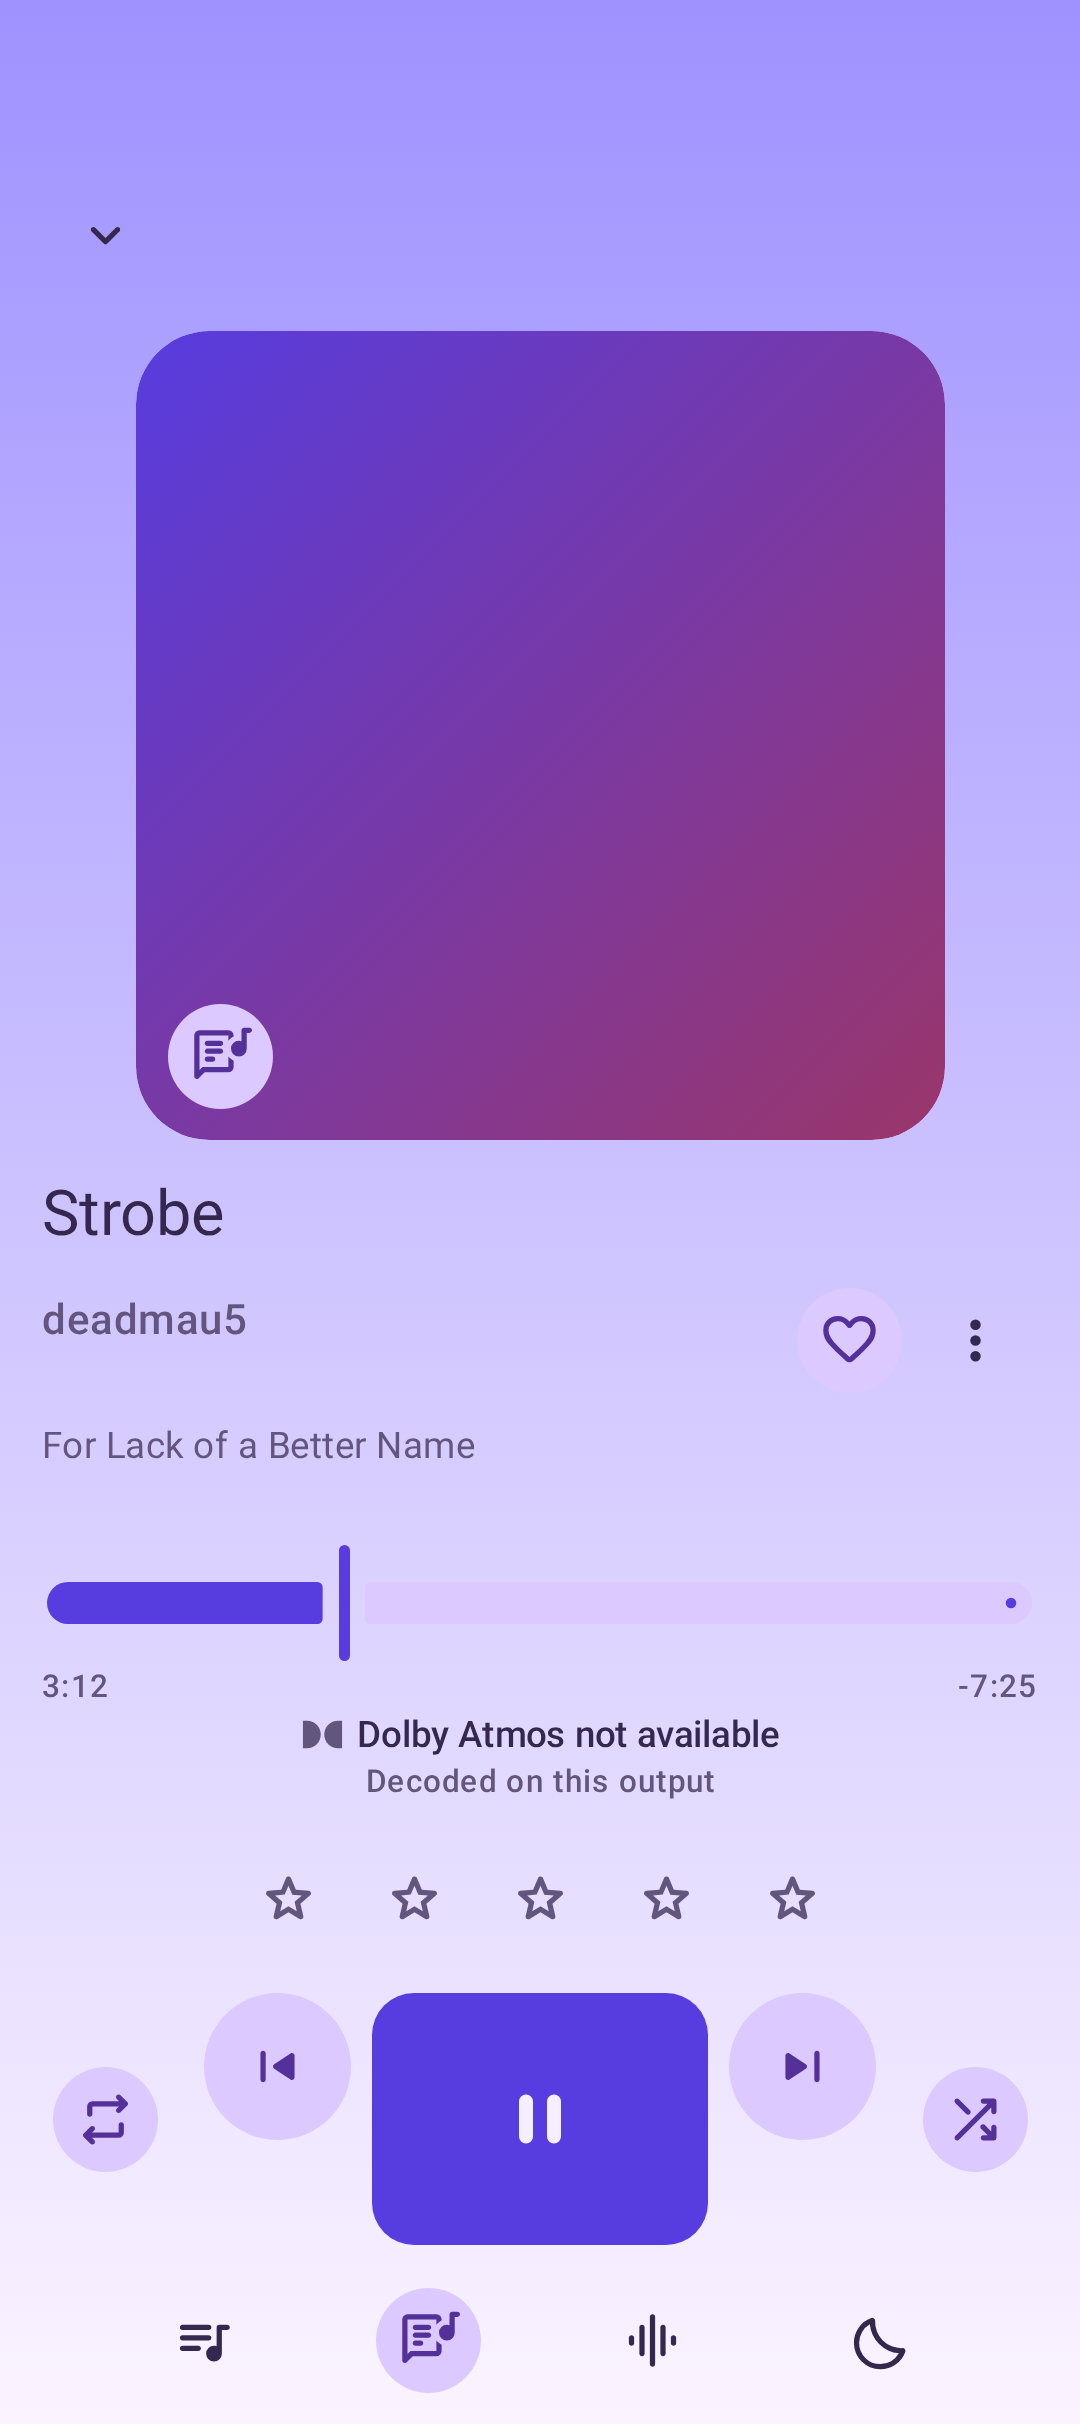 Strobe
deadmau5
For Lack of a Better Name
3:12
-7:25
Dolby Atmos not available
Decoded on this output